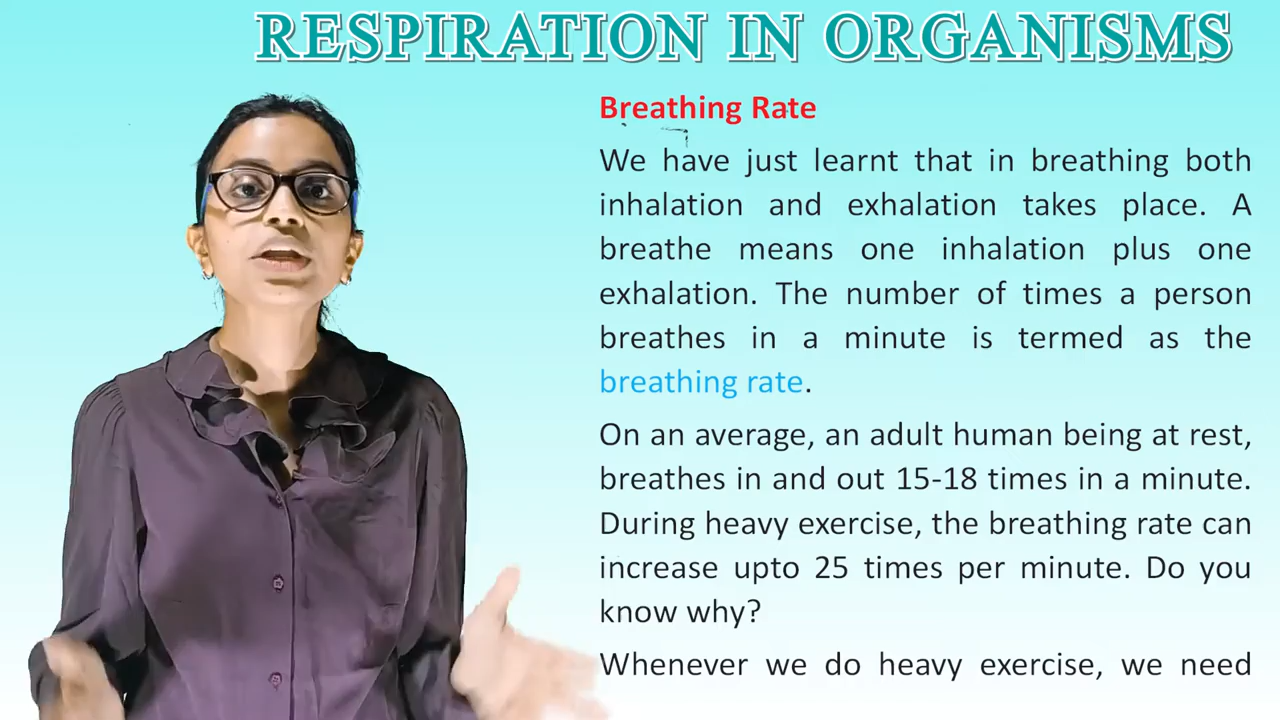 RESPIRATION IN ORGANISMS
Breathing Rate
We have just learnt that in breathing both
inhalation and exhalation takes place. A
breathe means one inhalation plus one
exhalation. The number of times a person
breathes in a minute is termed as the
breathing rate.
On an average, an adult human being at rest,
breathes in and out 15-18 times in a minute.
During heavy exercise, the breathing rate can
increase upto 25 times per minute. Do you
know why?
Whenever we do heavy exercise, we need